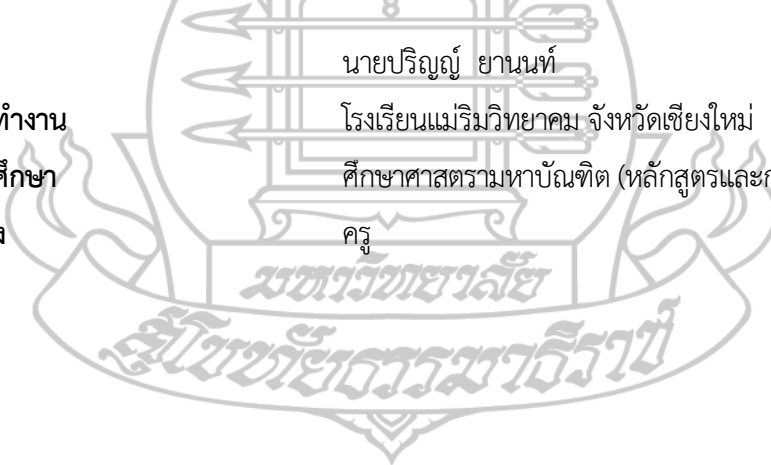 นายปริญญ์ ยานนท์
ทำงาน โรงเรียนแม่ริมวิทยาคม จังหวัดเชียงใหม่
ศึกษา ศึกษาศาสตรามหาบัณฑิต (หลักสูตรและ
ครู
มหาวิทยาลัย
สุโขทัยธรรมาธิราช